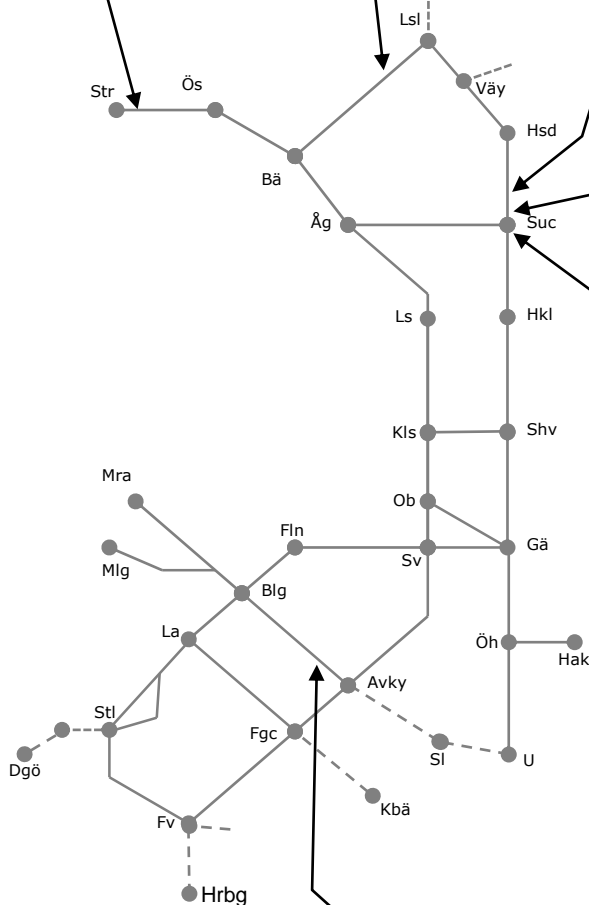 Lsl
Väy
Str
Ös
Hsd
Bä
Åg
Suc
Ls
Hkl
Kls
Shv
Mra
Ob
Fln
Mlg
Sv
Gä
Blg
La
Öh
Hak
Avky
Stl
Fgc
Sl
U
Dgö
Kbä
Fv
Hrbg